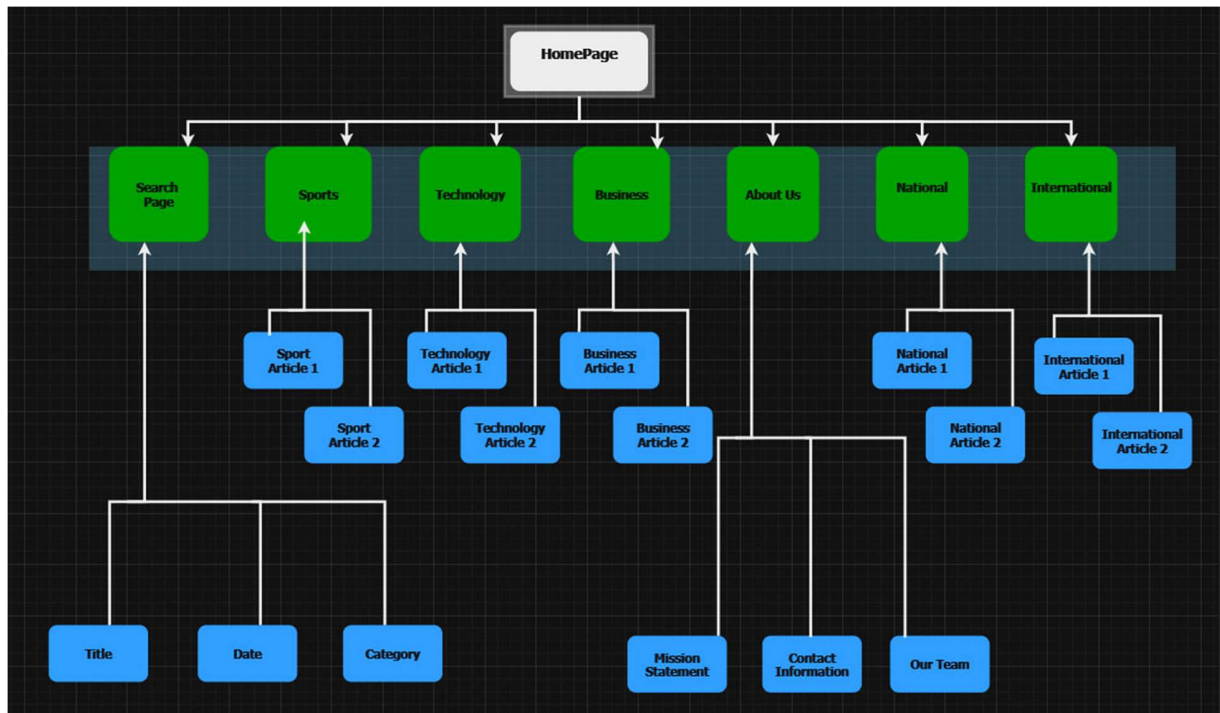 HomePage
Search
Page
Sports
Technology
Business
About Us
National
International
Sport
Article 1
Technology
Article 1
Business
Article 1
National
Article 1
International
Article 1
Sport
Article 2
Technology
Article 2
Business
Article 2
National
Article 2
International
Article 2
Title
Date
Category
Mission
Statement
Contact
Information
Our Team